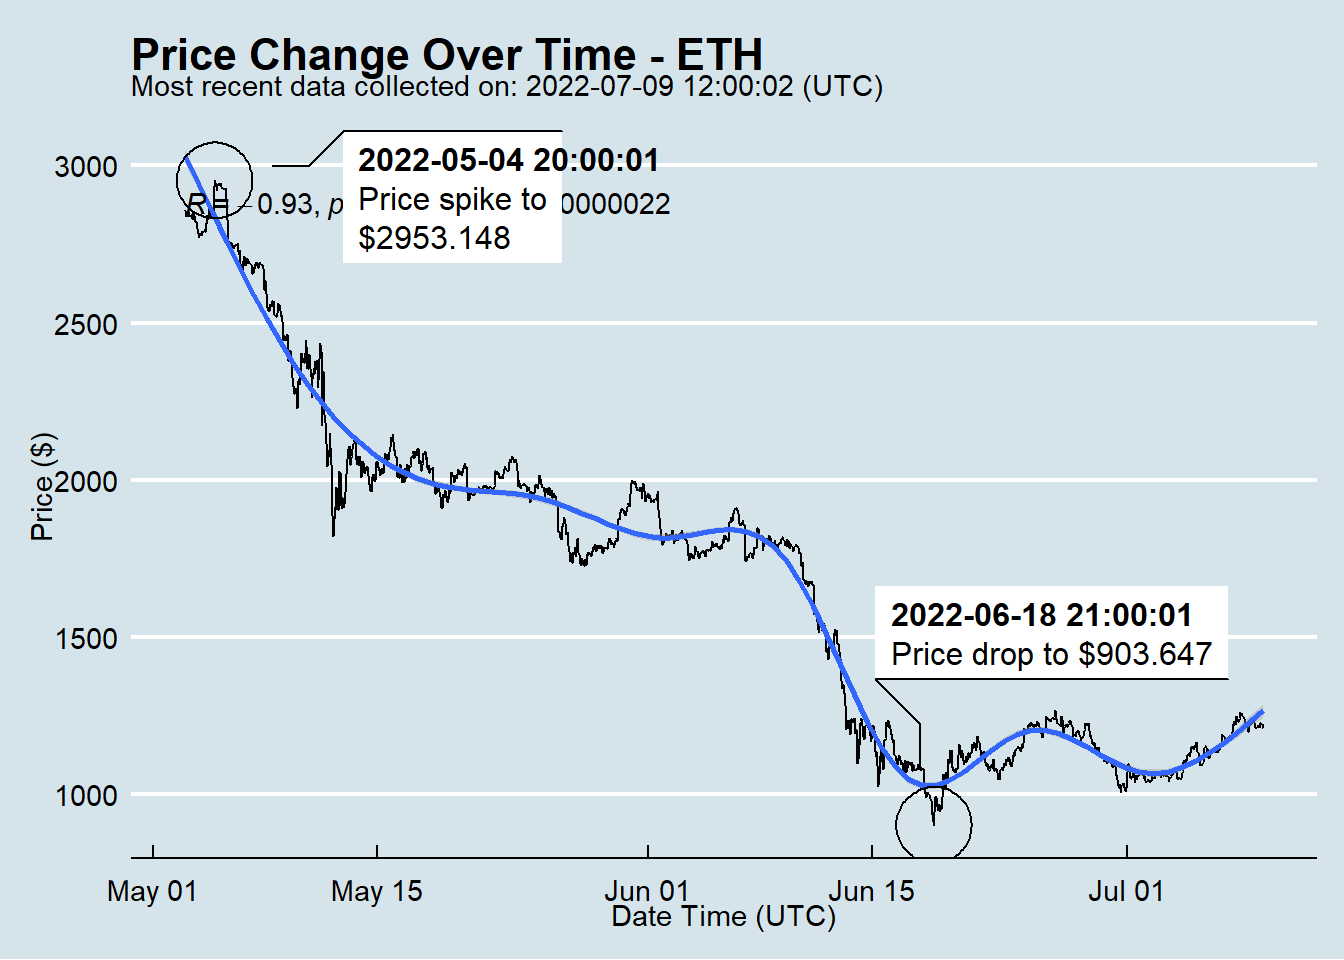 Price Change Over Time - ETH
Most recent data collected on: 2022-07-09 12:00:02 (UTC)
2022-05-04 20:00:01
Price spike to
$2953.148
R = −0.93, p 0000022
3000
2500
2000
1500
1000
Price ($)
2022-06-18 21:00:01
Price drop to $903.647
May 01 May 15 Jun 01 Jun 15 Jul 01
Date Time (UTC)